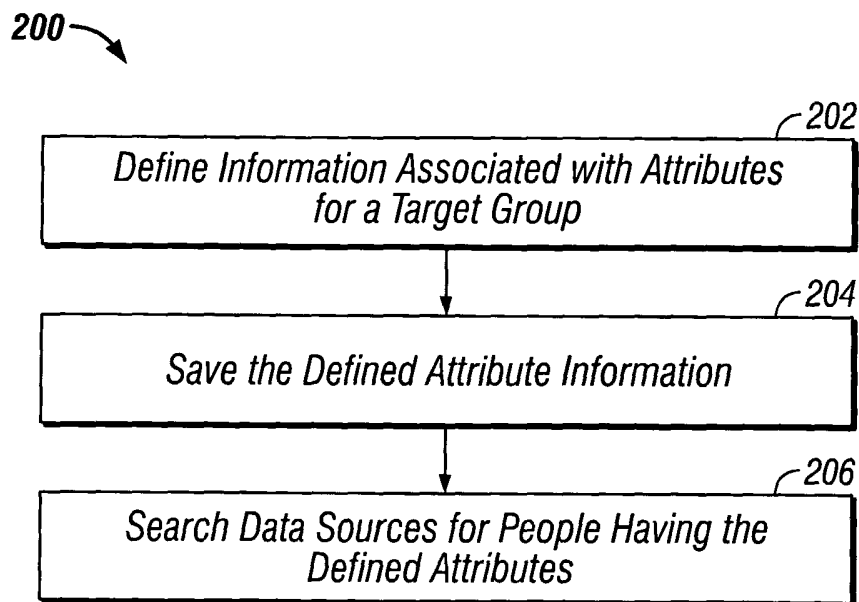 200
202
Define Information Associated with Attributes
for a Target Group
204
Save the Defined Attribute Information
206
Search Data Sources for People Having the
Defined Attributes